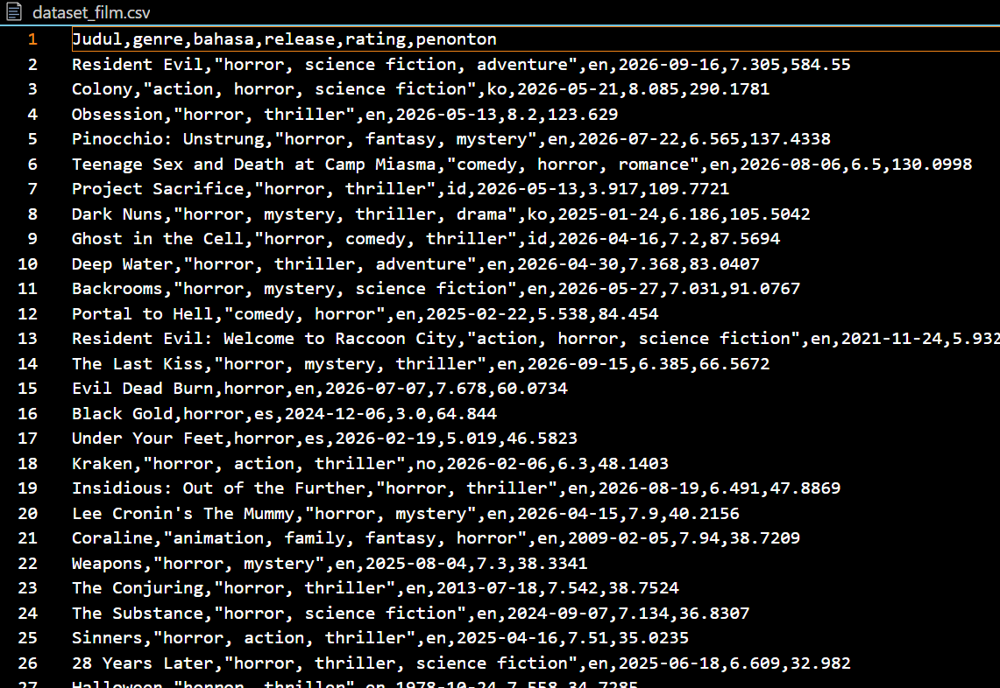 dataset_film.csv
1 Judul,genre,bahasa,release,rating,penonton
2 Resident Evil,"horror, science fiction, adventure",en,2026-09-16,7.305,584.55
3 Colony,"action, horror, science fiction",ko,2026-05-21,8.085,290.1781
4 Obsession,"horror, thriller",en,2026-05-13,8.2,123.629
5 Pinocchio: Unstrung,"horror, fantasy, mystery",en,2026-07-22,6.565,137.4338
6 Teenage Sex and Death at Camp Miasma,"comedy, horror, romance",en,2026-08-06,6.5,130.0998
7 Project Sacrifice,"horror, thriller",id,2026-05-13,3.917,109.7721
8 Dark Nuns,"horror, mystery, thriller, drama",ko,2025-01-24,6.186,105.5042
9 Ghost in the Cell,"horror, comedy, thriller",id,2026-04-16,7.2,87.5694
10 Deep Water,"horror, thriller, adventure",en,2026-04-30,7.368,83.0407
11 Backrooms,"horror, mystery, science fiction",en,2026-05-27,7.031,91.0767
12 Portal to Hell,"comedy, horror",en,2025-02-22,5.538,84.454
13 Resident Evil: Welcome to Raccoon City,"action, horror, science fiction",en,2021-11-24,5.932
14 The Last Kiss,"horror, mystery, thriller",en,2026-09-15,6.385,66.5672
15 Evil Dead Burn,horror,en,2026-07-07,7.678,60.0734
16 Black Gold,horror,es,2024-12-06,3.0,64.844
17 Under Your Feet,horror,es,2026-02-19,5.019,46.5823
18 Kraken,"horror, action, thriller",no,2026-02-06,6.3,48.1403
19 Insidious: Out of the Further,"horror, thriller",en,2026-08-19,6.491,47.8869
20 Lee Cronin's The Mummy,"horror, mystery",en,2026-04-15,7.9,40.2156
21 Coraline,"animation, family, fantasy, horror",en,2009-02-05,7.94,38.7209
22 Weapons,"horror, mystery",en,2025-08-04,7.3,38.3341
23 The Conjuring,"horror, thriller",en,2013-07-18,7.542,38.7524
24 The Substance,"horror, science fiction",en,2024-09-07,7.134,36.8307
25 Sinners,"horror, action, thriller",en,2025-04-16,7.51,35.0235
26 28 Years Later,"horror, thriller, science fiction",en,2025-06-18,6.609,32.982
27 Halloween,"horror, thriller",en,1978-10-24,7.558,34.7285